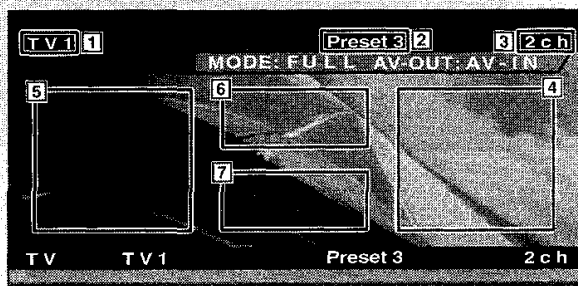 TV1 1 Preset 3 2 3 2ch
MODE: FULL AV-OUT: AV-IN
5 6 4
7
TV TV1 Preset 3 2ch